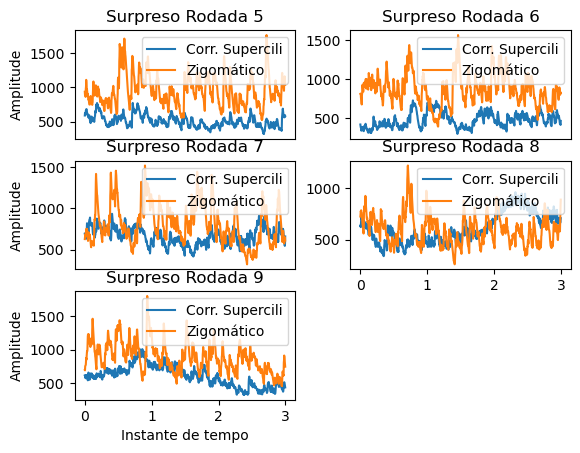 Surpreso Rodada 5
Amplitude
1500
1000
500
Corr. Supercili
Zigomático
Surpreso Rodada 6
1500
1000
500
Corr. Supercili
Zigomático
Surpreso Rodada 7
Amplitude
1500
1000
500
Corr. Supercili
Zigomático
Surpreso Rodada 8
1000
500
Corr. Supercili
Zigomático
0 1 2 3
Surpreso Rodada 9
Amplitude
1500
1000
500
Corr. Supercili
Zigomático
0 1 2 3
Instante de tempo